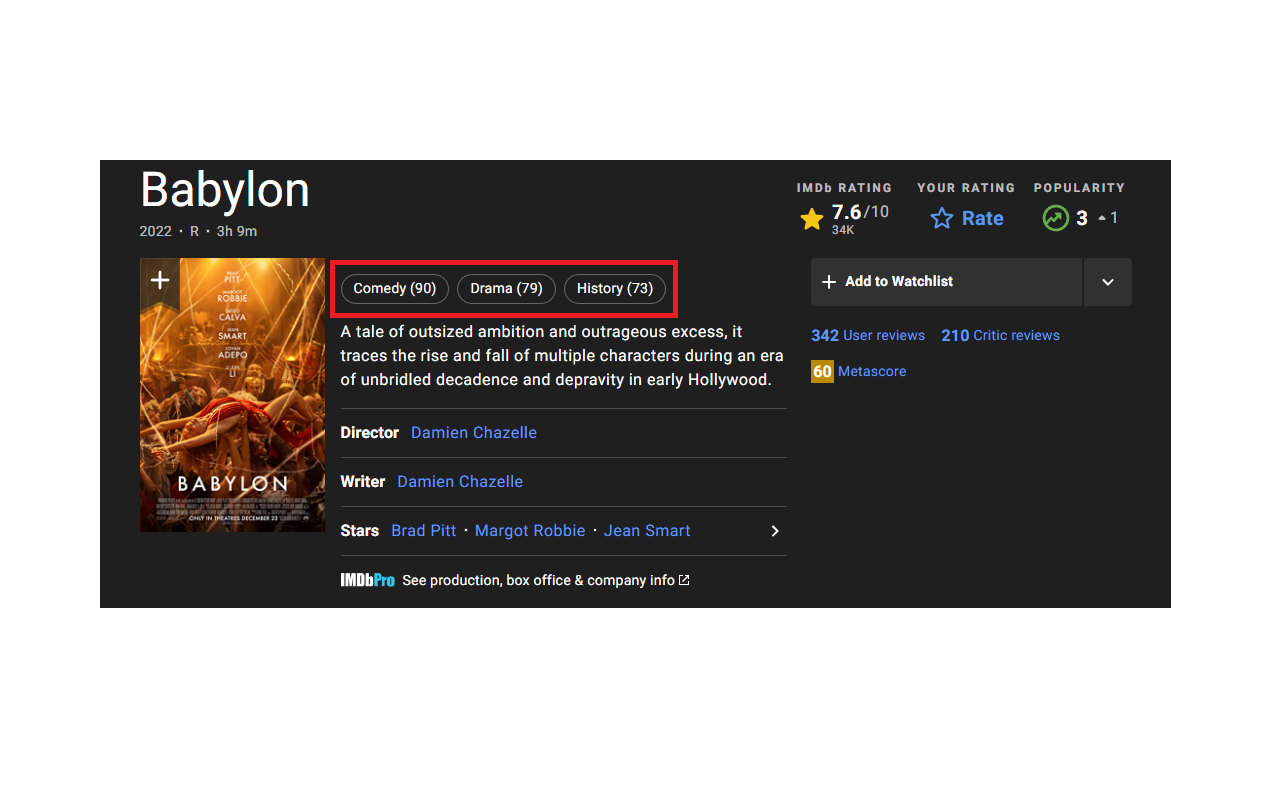 Babylon
2022 · R · 3h 9m
IMDb RATING
7.6/10
34K
YOUR RATING
Rate
POPULARITY
3 1
BRAD
PITT
MARGOT
ROBBIE
DIEGO
CALVA
JEAN
SMART
JOVAN
ADEPO
LI
BABYLON
ONLY IN THEATRES DECEMBER 23
Comedy (90) Drama (79) History (73)
A tale of outsized ambition and outrageous excess, it
traces the rise and fall of multiple characters during an era
of unbridled decadence and depravity in early Hollywood.
Director Damien Chazelle
Writer Damien Chazelle
Stars Brad Pitt · Margot Robbie · Jean Smart
IMDbPro See production, box office & company info
Add to Watchlist
342 User reviews 210 Critic reviews
60 Metascore